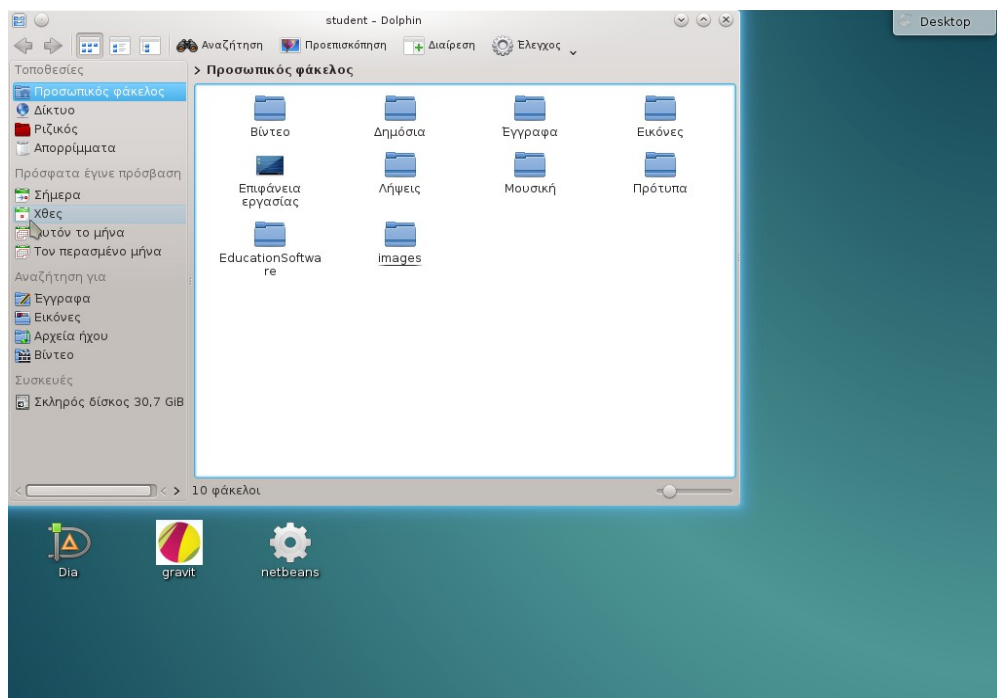 student – Dolphin
Desktop
Αναζήτηση Προεπισκόπηση Διαίρεση Έλεγχος
Τοποθεσίες
> Προσωπικός φάκελος
Προσωπικός φάκελος
Δίκτυο
Ριζικός
Απορρίμματα
Πρόσφατα έγινε πρόσβαση
Σήμερα
Χθες
Αυτόν το μήνα
Τον περασμένο μήνα
Αναζήτηση για
Έγγραφα
Εικόνες
Αρχεία ήχου
Βίντεο
Συσκευές
Σκληρός δίσκος 30,7 GiB
Βίντεο Δημόσια Έγγραφα Εικόνες
Επιφάνεια Λήψεις Μουσική Πρότυπα
εργασίας
EducationSoftwa images
re
10 φάκελοι
Dia gravit netbeans